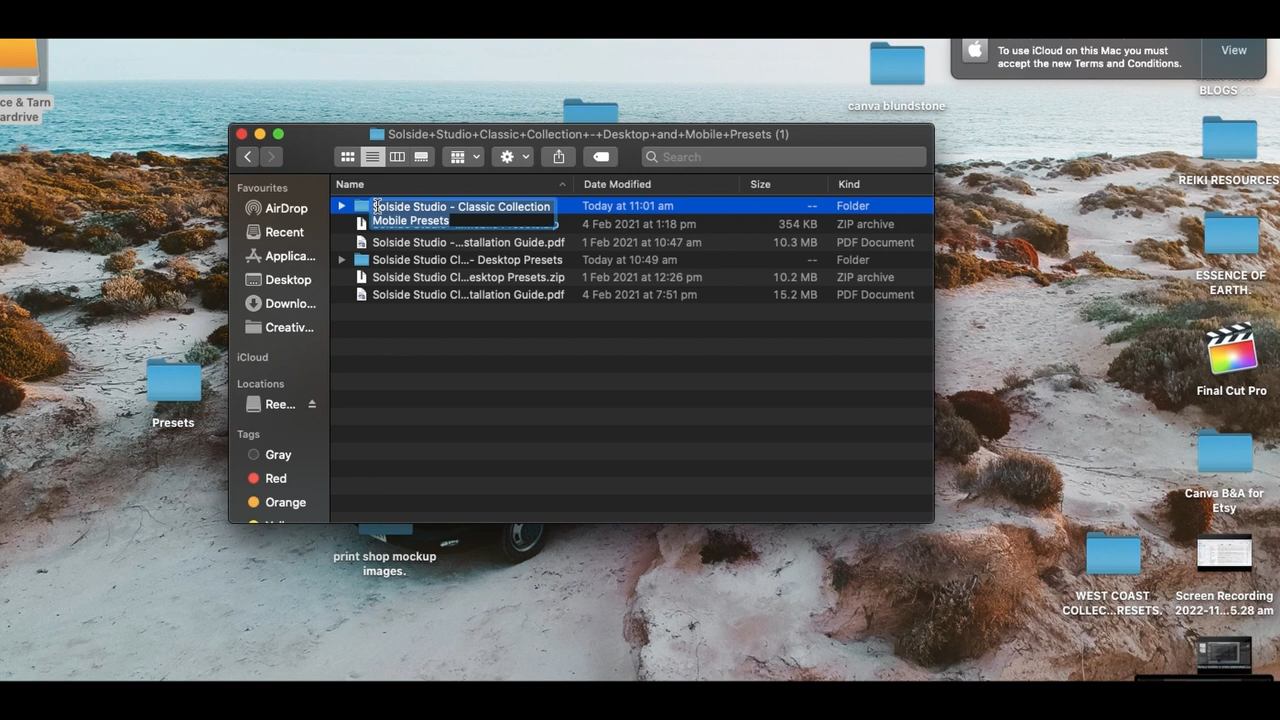 To use iCloud on this Mac you must
accept the new Terms and Conditions.
View
BLOGS
ce & Tarn
ardrive
canva blundstone
Solside+Studio+Classic+Collection+-+Desktop+and+Mobile+Presets (1)
Search
Favourites
AirDrop
Recent
Applica...
Desktop
Downlo...
Creativ...
iCloud
Locations
Ree...
Tags
Gray
Red
Orange
Name
Date Modified
Size
Kind
Solside Studio - Classic Collection
Mobile Presets
Today at 11:01 am
--
Folder
4 Feb 2021 at 1:18 pm
354 KB
ZIP archive
Solside Studio -...stallation Guide.pdf
1 Feb 2021 at 10:47 am
10.3 MB
PDF Document
Solside Studio Cl...- Desktop Presets
Today at 10:49 am
--
Folder
Solside Studio Cl...esktop Presets.zip
1 Feb 2021 at 12:26 pm
10.2 MB
ZIP archive
Solside Studio Cl...tallation Guide.pdf
4 Feb 2021 at 7:51 pm
15.2 MB
PDF Document
REIKI RESOURCES
ESSENCE OF
EARTH.
Final Cut Pro
Presets
Canva B&A for
Etsy
print shop mockup
images.
WEST COAST
COLLEC...RESETS.
Screen Recording
2022-11...5.28 am